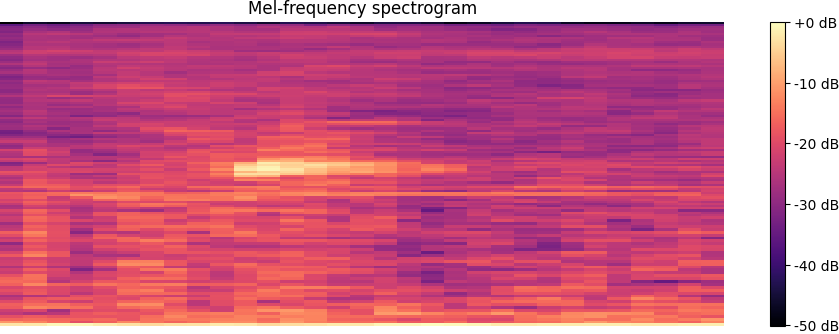 Mel-frequency spectrogram
+0 dB
-10 dB
-20 dB
-30 dB
-40 dB
-50 dB